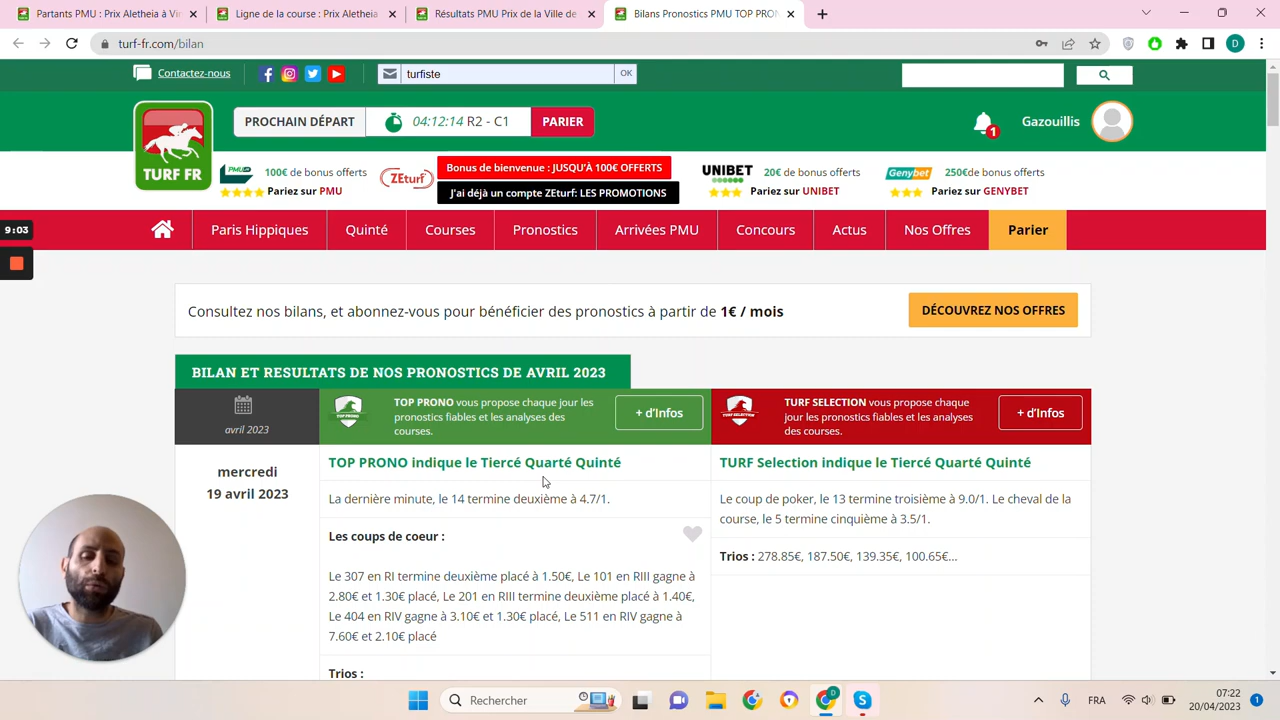 Partants PMU : Prix Aletheia à Vin
Ligne de la course : Prix Aletheia
Résultats PMU Prix de la Ville de
Bilans Pronostics PMU TOP PRON
turf-fr.com/bilan
D
Contactez-nous
turfiste
OK
TURF FR
PROCHAIN DÉPART
04:12:14 R2 - C1
PARIER
1
Gazouillis
PMU
100€ de bonus offerts
Pariez sur PMU
ZEturf
Bonus de bienvenue : JUSQU'À 100€ OFFERTS
J'ai déjà un compte ZEturf: LES PROMOTIONS
UNIBET
20€ de bonus offerts
Pariez sur UNIBET
Genybet
250€de bonus offerts
Pariez sur GENYBET
9:03
Paris Hippiques
Quinté
Courses
Pronostics
Arrivées PMU
Concours
Actus
Nos Offres
Parier
Consultez nos bilans, et abonnez-vous pour bénéficier des pronostics à partir de 1€ / mois
DÉCOUVREZ NOS OFFRES
BILAN ET RESULTATS DE NOS PRONOSTICS DE AVRIL 2023
avril 2023
TOP PRONO
TOP PRONO vous propose chaque jour les
pronostics fiables et les analyses des
courses.
+ d'Infos
TURF SELECTION
TURF SELECTION vous propose chaque
jour les pronostics fiables et les analyses
des courses.
+ d'Infos
mercredi
19 avril 2023
TOP PRONO indique le Tiercé Quarté Quinté
La dernière minute, le 14 termine deuxième à 4.7/1.
Les coups de coeur :
Le 307 en RI termine deuxième placé à 1.50€, Le 101 en RIII gagne à
2.80€ et 1.30€ placé, Le 201 en RIII termine deuxième placé à 1.40€,
Le 404 en RIV gagne à 3.10€ et 1.30€ placé, Le 511 en RIV gagne à
7.60€ et 2.10€ placé
Trios :
TURF Selection indique le Tiercé Quarté Quinté
Le coup de poker, le 13 termine troisième à 9.0/1. Le cheval de la
course, le 5 termine cinquième à 3.5/1.
Trios : 278.85€, 187.50€, 139.35€, 100.65€...
Rechercher
D
S
FRA
07:22
20/04/2023
1